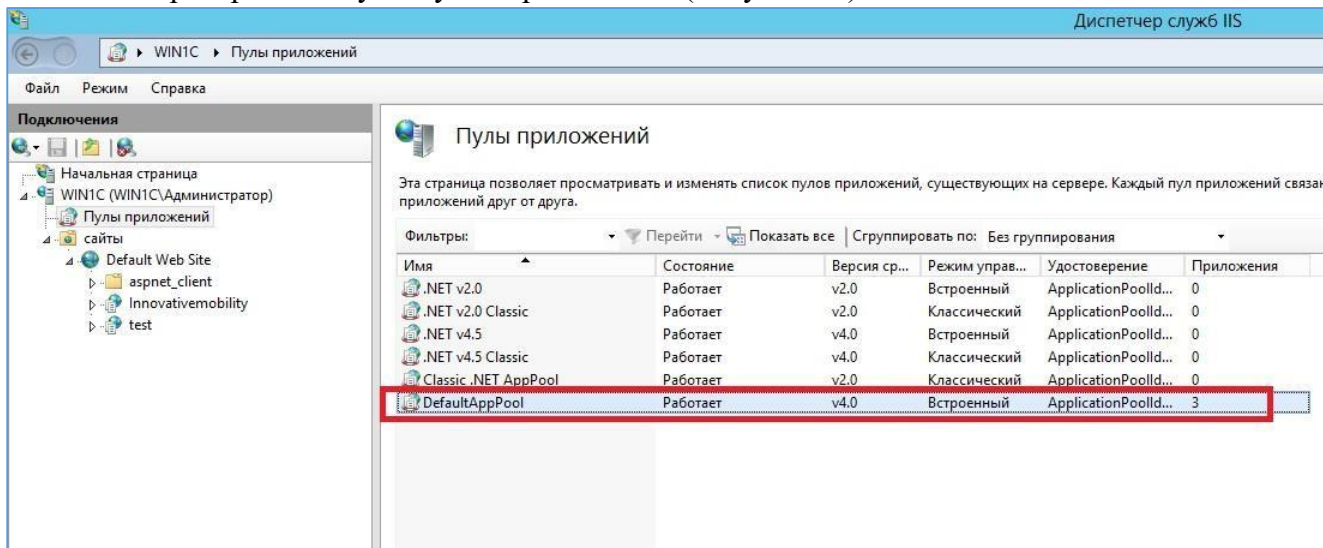 Диспетчер служб IIS
WIN1C ▸ Пулы приложений
Файл Режим Справка
Подключения
Начальная страница
WIN1C (WIN1C\Администратор)
Пулы приложений
сайты
Default Web Site
aspnet_client
Innovativemobility
test
Пулы приложений
Эта страница позволяет просматривать и изменять список пулов приложений, существующих на сервере. Каждый пул приложений связан
приложений друг от друга.
Фильтры: Перейти Показать все Сгруппировать по: Без группирования
Имя Состояние Версия ср... Режим управ... Удостоверение Приложения
.NET v2.0 Работает v2.0 Встроенный ApplicationPoolId... 0
.NET v2.0 Classic Работает v2.0 Классический ApplicationPoolId... 0
.NET v4.5 Работает v4.0 Встроенный ApplicationPoolId... 0
.NET v4.5 Classic Работает v4.0 Классический ApplicationPoolId... 0
Classic .NET AppPool Работает v2.0 Классический ApplicationPoolId... 0
DefaultAppPool Работает v4.0 Встроенный ApplicationPoolId... 3